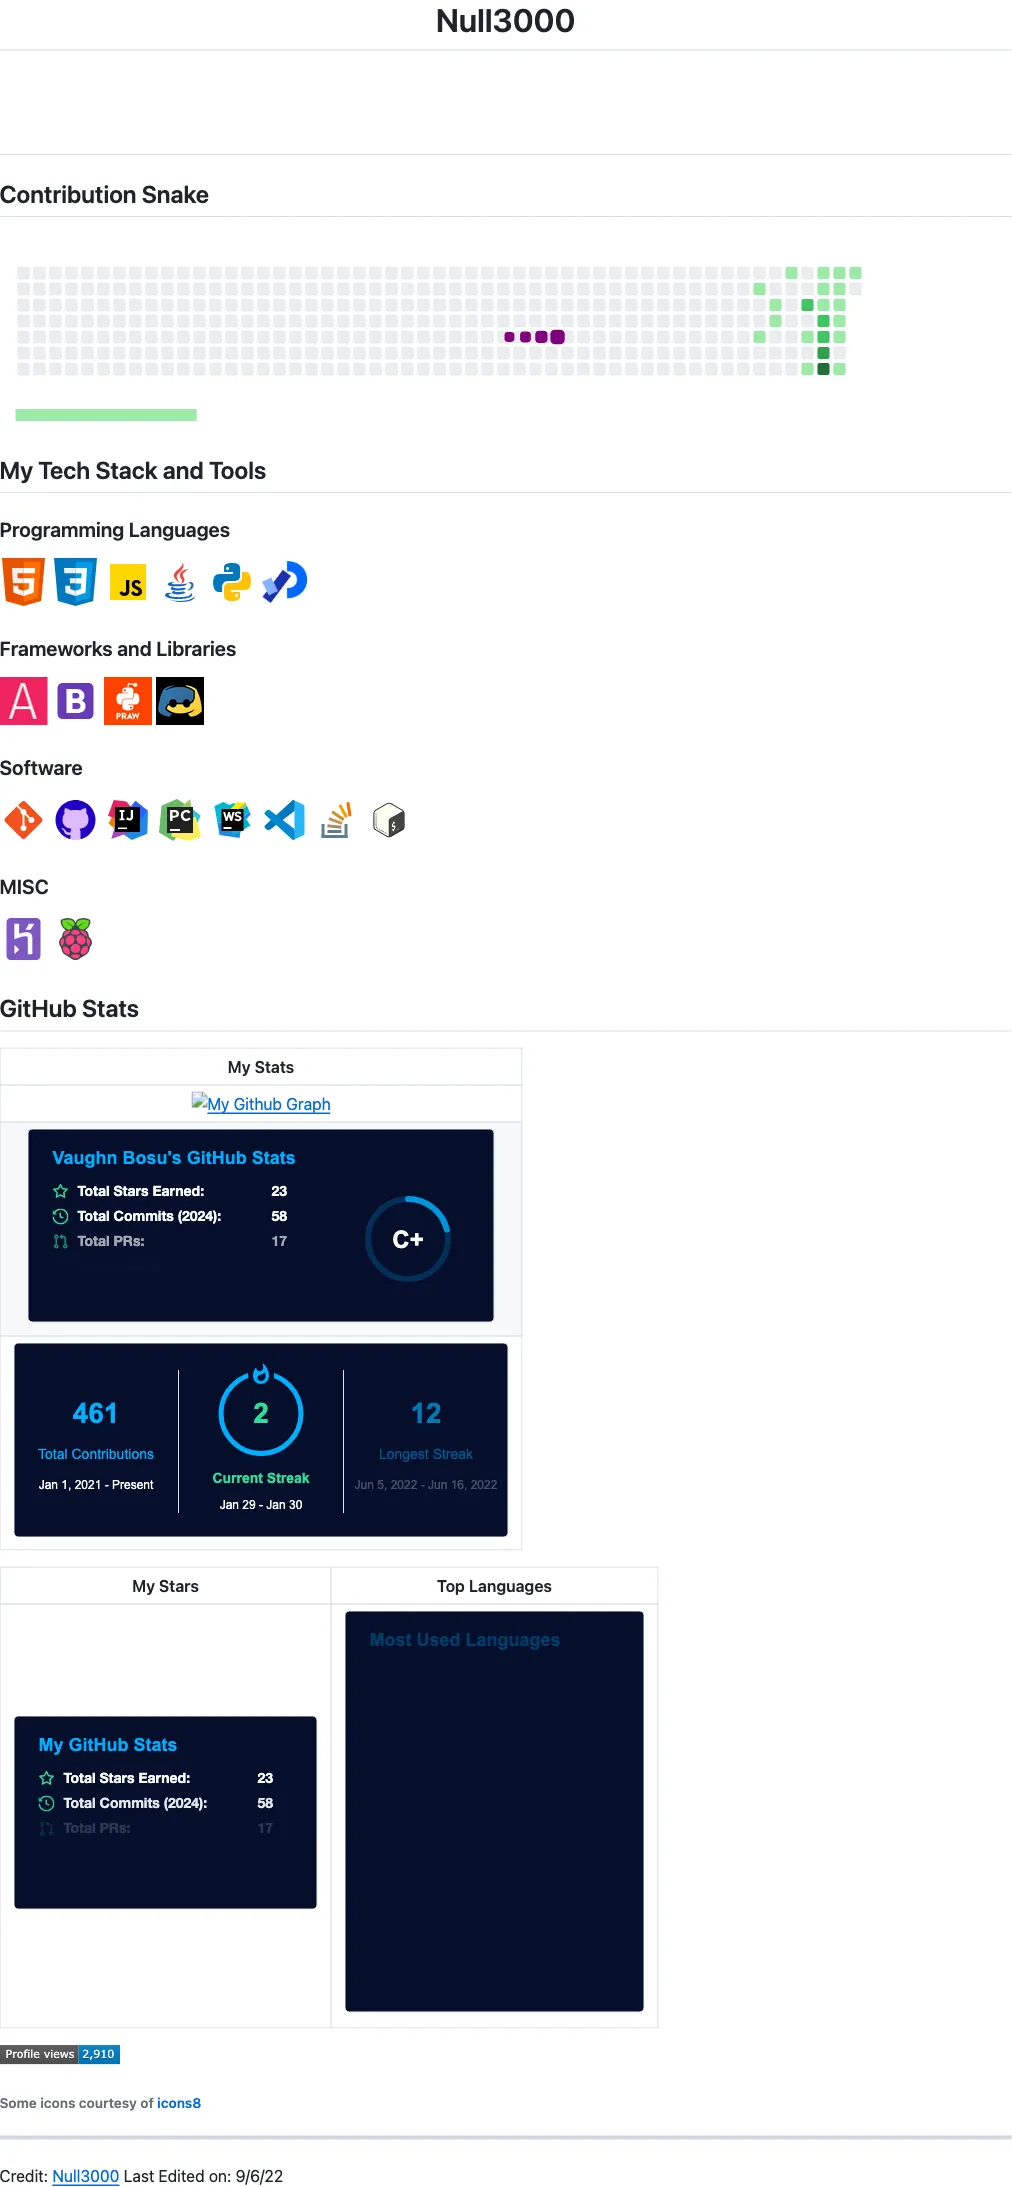 Null3000
Contribution Snake
My Tech Stack and Tools
Programming Languages
5 3 JS
Frameworks and Libraries
A B PRAW
Software
IJ PC WS $
MISC
GitHub Stats
My Stats
My Github Graph
Vaughn Bosu's GitHub Stats
Total Stars Earned: 23
Total Commits (2024): 58
Total PRs: 17
C+
461 2 12
Total Contributions Current Streak Longest Streak
Jan 1, 2021 - Present Jan 29 - Jan 30 Jun 5, 2022 - Jun 16, 2022
My Stars Top Languages
Most Used Languages
My GitHub Stats
Total Stars Earned: 23
Total Commits (2024): 58
Total PRs: 17
Profile views 2,910
Some icons courtesy of icons8
Credit: Null3000 Last Edited on: 9/6/22